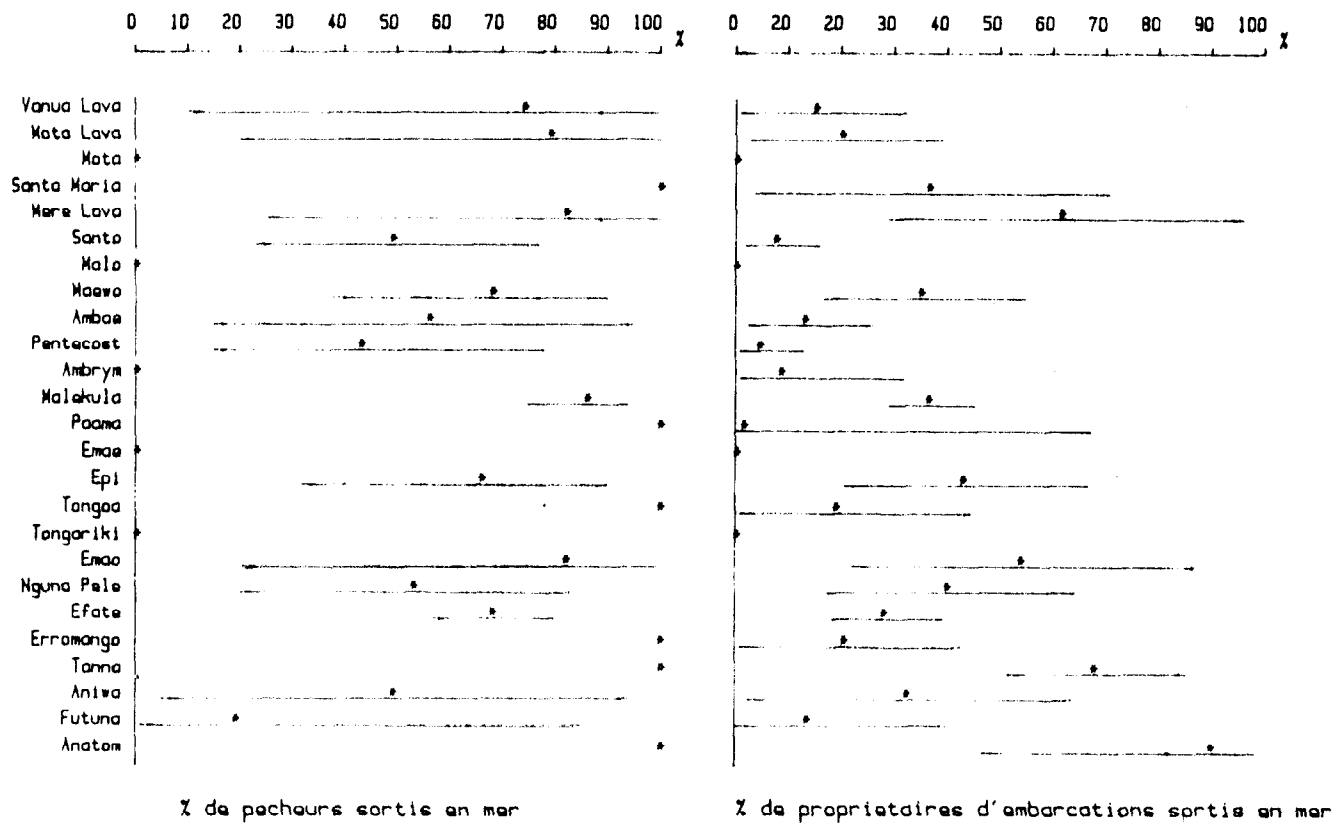 0 20 30 40 50 60 70 80 90 100 %
0 10 20 30 40 50 60 70 80 90 100 %
Vanua Lava
Mota Lava
Mota
Santa Maria
Mere Lava
Santo
Malo
Maewo
Ambae
Pentecost
Ambrym
Malekula
Paama
Emae
Epi
Tongoa
Tongariki
Emao
Nguna Pele
Efate
Erromango
Tanna
Aniwa
Futuna
Anatom
% de pecheurs sortis en mer
% de proprietaires d'embarcations sortis en mer